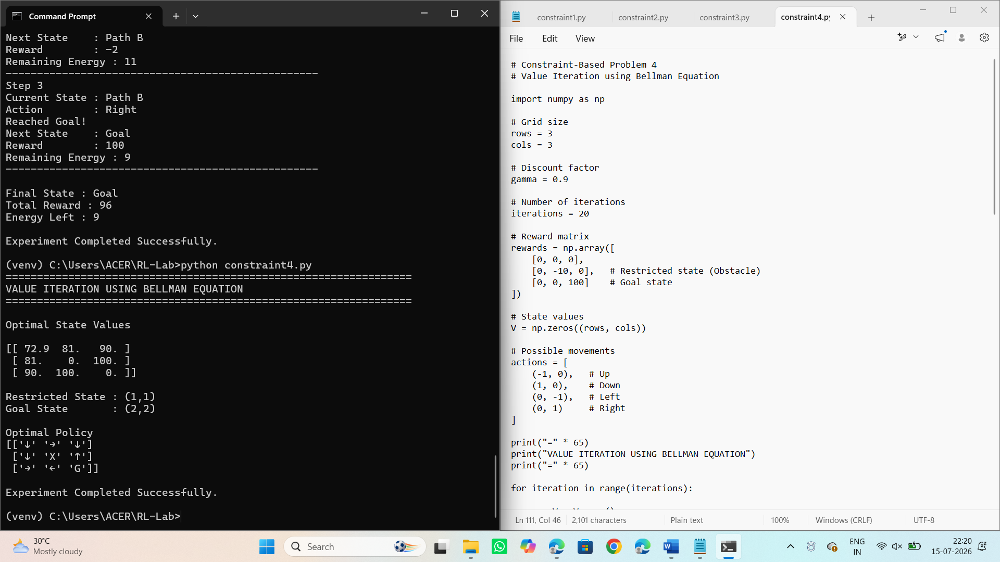 Command Prompt
Next State    : Path B
Reward        : -2
Remaining Energy : 11
--------------------------------------------------
Step 3
Current State : Path B
Action        : Right
Reached Goal!
Next State    : Goal
Reward        : 100
Remaining Energy : 9
--------------------------------------------------
Final State : Goal
Total Reward : 96
Energy Left : 9
Experiment Completed Successfully.
(venv) C:\Users\ACER\RL-Lab>python constraint4.py
=================================================================
VALUE ITERATION USING BELLMAN EQUATION
=================================================================
Optimal State Values
[[ 72.9  81.   90. ]
 [ 81.    0.  100. ]
 [ 90.  100.    0. ]]
Restricted State : (1,1)
Goal State       : (2,2)
Optimal Policy
[['↓' '→' '↓']
 ['↓' 'X' '↑']
 ['→' '←' 'G']]
Experiment Completed Successfully.
(venv) C:\Users\ACER\RL-Lab>
constraint1.py constraint2.py constraint3.py constraint4.py
File Edit View
# Constraint-Based Problem 4
# Value Iteration using Bellman Equation
import numpy as np
# Grid size
rows = 3
cols = 3
# Discount factor
gamma = 0.9
# Number of iterations
iterations = 20
# Reward matrix
rewards = np.array([
    [0, 0, 0],
    [0, -10, 0],   # Restricted state (Obstacle)
    [0, 0, 100]    # Goal state
])
# State values
V = np.zeros((rows, cols))
# Possible movements
actions = [
    (-1, 0),   # Up
    (1, 0),    # Down
    (0, -1),   # Left
    (0, 1)     # Right
]
print("=" * 65)
print("VALUE ITERATION USING BELLMAN EQUATION")
print("=" * 65)
for iteration in range(iterations):
Ln 111, Col 46 2,101 characters Plain text 100% Windows (CRLF) UTF-8
30°C
Mostly cloudy
Search
ENG
IN
22:20
15-07-2026